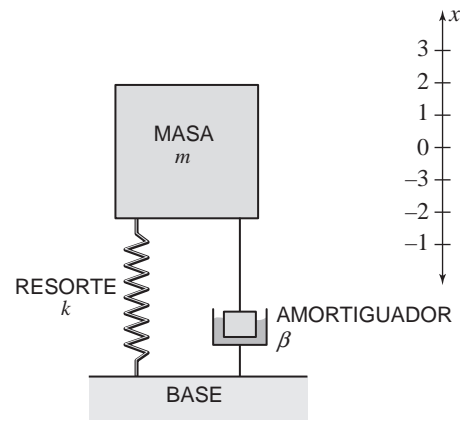 x
3
2
1
0
–3
–2
–1
MASA
m
RESORTE
k
AMORTIGUADOR
β
BASE